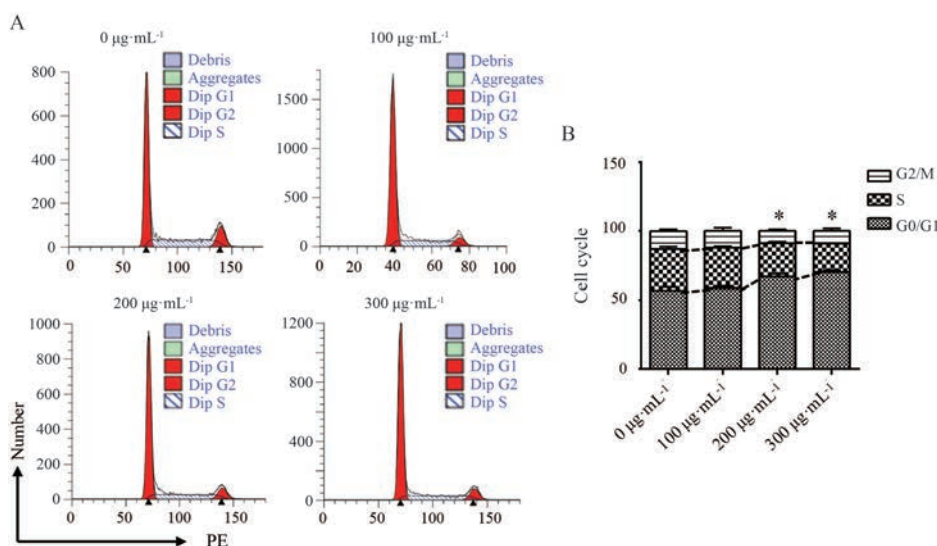 A
0 μg·mL-1
Debris
Aggregates
Dip G1
Dip G2
Dip S
800
600
400
200
0
0 50 100 150
100 μg·mL-1
Debris
Aggregates
Dip G1
Dip G2
Dip S
1500
1000
500
0
0 20 40 60 80 100
200 μg·mL-1
Debris
Aggregates
Dip G1
Dip G2
Dip S
1000
800
600
400
200
0
0 50 100 150
300 μg·mL-1
Debris
Aggregates
Dip G1
Dip G2
Dip S
1200
800
400
0
0 50 100 150
Number
PE
B
150
100
50
0
Cell cycle
* *
G2/M
S
G0/G1
0 μg·mL-1
100 μg·mL-1
200 μg·mL-1
300 μg·mL-1